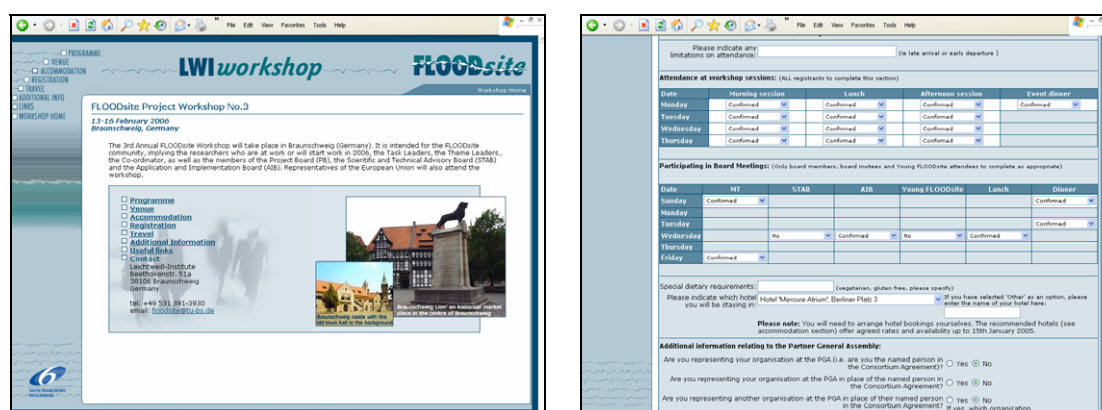 File Edit View Favorites Tools Help
PROGRAMME
VENUE
ACCOMMODATION
REGISTRATION
TRAVEL
ADDITIONAL INFO
LINKS
WORKSHOP HOME
LWI workshop
FLOODsite
Workshop Home
FLOODsite Project Workshop No.3
13-16 February 2006
Braunschweig, Germany
The 3rd Annual FLOODsite Workshop will take place in Braunschweig (Germany). It is intended for the FLOODsite
community, implying the researchers who are at work or will start work in 2006, the Task Leaders, the Theme Leaders,
the Co-ordinator, as well as the members of the Project Board (PB), the Scientific and Technical Advisory Board (STAB)
and the Application and Implementation Board (AIB). Representatives of the European Union will also attend the
workshop.
Programme
Venue
Accommodation
Registration
Travel
Additional Information
Useful links
Contact
Leichtweiß-Institute
Beethovenstr. 51a
38106 Braunschweig
Germany
tel: +49 531 391-3930
email: floodsite@tu-bs.de
Braunschweig castle with the
old town hall in the background
Braunschweig Lion' on historical market
place in the centre of Braunschweig
SIXTH FRAMEWORK
PROGRAMME
File Edit View Favorites Tools Help
Please indicate any
limitations on attendance: (ie late arrival or early departure )
Attendance at workshop sessions: (ALL registrants to complete this section)
Date Morning session Lunch Afternoon session Event dinner
Monday Confirmed Confirmed Confirmed Confirmed
Tuesday Confirmed Confirmed Confirmed
Wednesday Confirmed Confirmed Confirmed
Thursday Confirmed Confirmed Confirmed
Participating in Board Meetings: (Only board members, board invitees and Young FLOODsite attendees to complete as appropriate)
Date MT STAB AIB Young FLOODsite Lunch Dinner
Sunday Confirmed Confirmed
Monday
Tuesday Confirmed
Wednesday No Confirmed No Confirmed
Thursday
Friday Confirmed
Special dietary requirements: (vegetarian, gluten free, please specify)
Please indicate which hotel Hotel 'Mercure Atrium', Berliner Platz 3 If you have selected 'Other' as an option, please
you will be staying in: enter the name of your hotel here:
Please note: You will need to arrange hotel bookings yourselves. The recommended hotels (see
accommodation section) offer agreed rates and availability up to 15th January 2005.
Additional information relating to the Partner General Assembly:
Are you representing your organisation at the PGA (i.e. are you the named person in
the Consortium Agreement)? Yes No
Are you representing your organisation at the PGA in place of the named person in
the Consortium Agreement? Yes No
Are you representing another organisation at the PGA in place of their named person
in the Consortium Agreement? Yes No
If yes, which organisation